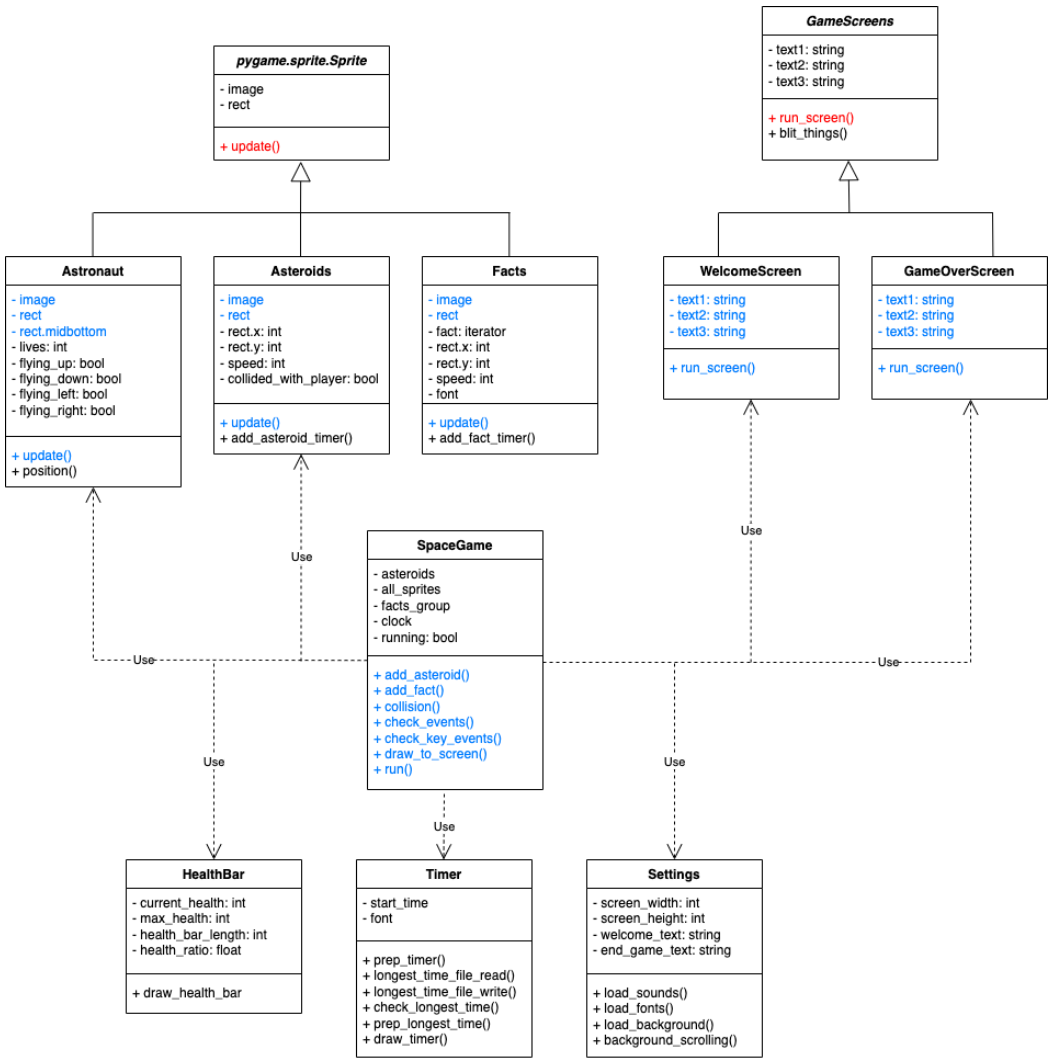 GameScreens
- text1: string
- text2: string
- text3: string
+ run_screen()
+ blit_things()
pygame.sprite.Sprite
- image
- rect
+ update()
Astronaut
- image
- rect
- rect.midbottom
- lives: int
- flying_up: bool
- flying_down: bool
- flying_left: bool
- flying_right: bool
+ update()
+ position()
Asteroids
- image
- rect
- rect.x: int
- rect.y: int
- speed: int
- collided_with_player: bool
+ update()
+ add_asteroid_timer()
Facts
- image
- rect
- fact: iterator
- rect.x: int
- rect.y: int
- speed: int
- font
+ update()
+ add_fact_timer()
WelcomeScreen
- text1: string
- text2: string
- text3: string
+ run_screen()
GameOverScreen
- text1: string
- text2: string
- text3: string
+ run_screen()
Use
Use
SpaceGame
- asteroids
- all_sprites
- facts_group
- clock
- running: bool
+ add_asteroid()
+ add_fact()
+ collision()
+ check_events()
+ check_key_events()
+ draw_to_screen()
+ run()
Use
Use
Use
Use
Use
HealthBar
- current_health: int
- max_health: int
- health_bar_length: int
- health_ratio: float
+ draw_health_bar
Timer
- start_time
- font
+ prep_timer()
+ longest_time_file_read()
+ longest_time_file_write()
+ check_longest_time()
+ prep_longest_time()
+ draw_timer()
Settings
- screen_width: int
- screen_height: int
- welcome_text: string
- end_game_text: string
+ load_sounds()
+ load_fonts()
+ load_background()
+ background_scrolling()